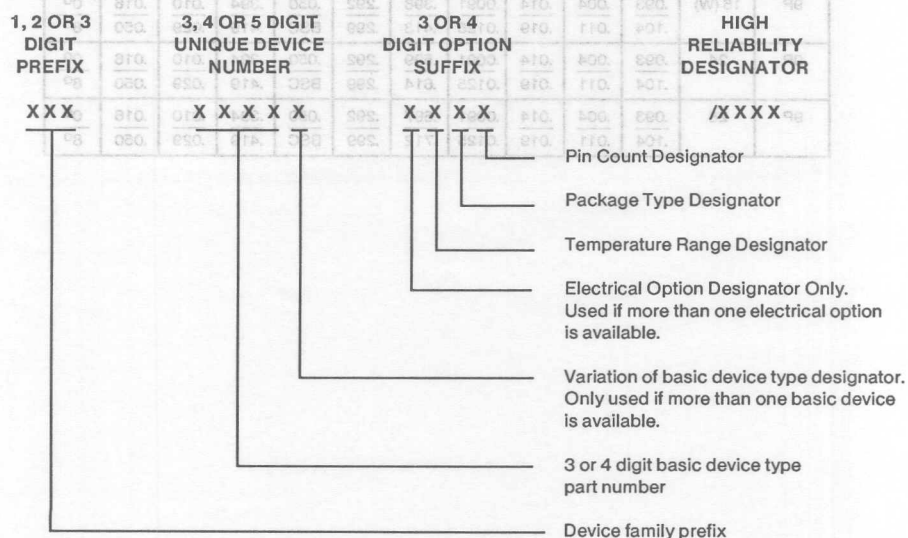 1, 2 OR 3
DIGIT
PREFIX
3, 4 OR 5 DIGIT
UNIQUE DEVICE
NUMBER
3 OR 4
DIGIT OPTION
SUFFIX
HIGH
RELIABILITY
DESIGNATOR
X X X
X X X X X
X X X X
/X X X X
Pin Count Designator
Package Type Designator
Temperature Range Designator
Electrical Option Designator Only.
Used if more than one electrical option
is available.
Variation of basic device type designator.
Only used if more than one basic device
is available.
3 or 4 digit basic device type
part number
Device family prefix